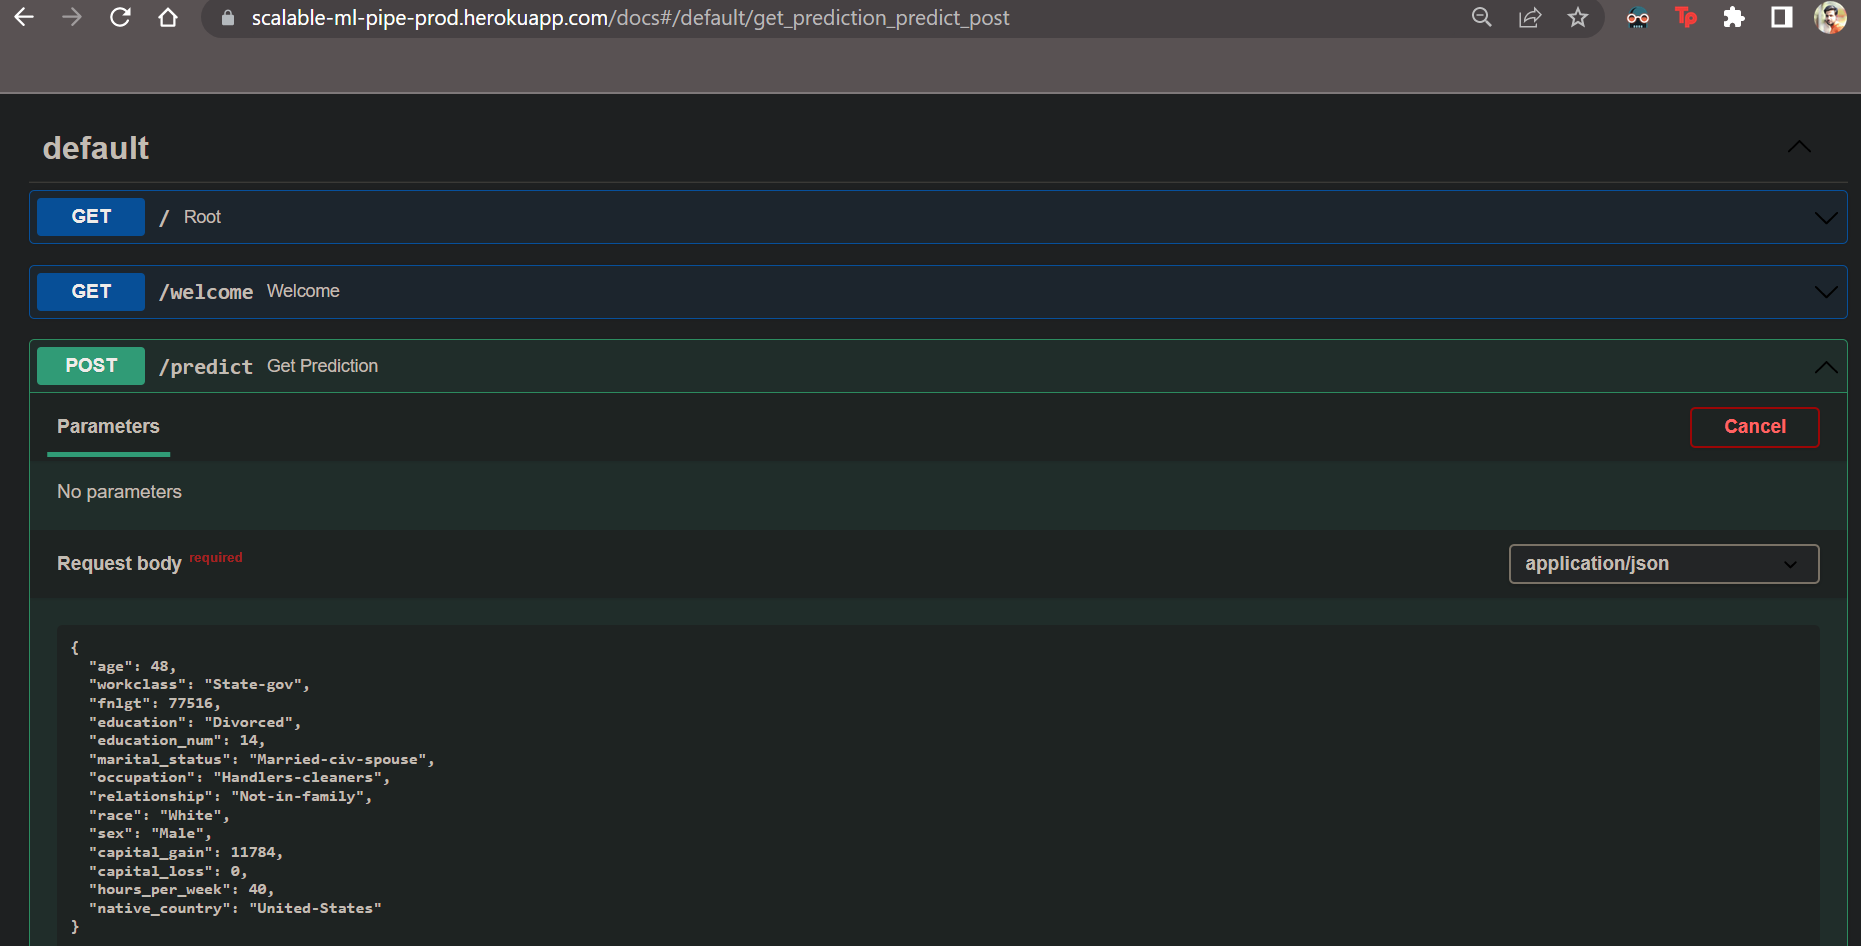 scalable-ml-pipe-prod.herokuapp.com/docs#/default/get_prediction_predict_post
Tp
default
GET / Root
GET /welcome Welcome
POST /predict Get Prediction
Parameters
Cancel
No parameters
Request body required
application/json
{
"age": 48,
"workclass": "State-gov",
"fnlgt": 77516,
"education": "Divorced",
"education_num": 14,
"marital_status": "Married-civ-spouse",
"occupation": "Handlers-cleaners",
"relationship": "Not-in-family",
"race": "White",
"sex": "Male",
"capital_gain": 11784,
"capital_loss": 0,
"hours_per_week": 40,
"native_country": "United-States"
}